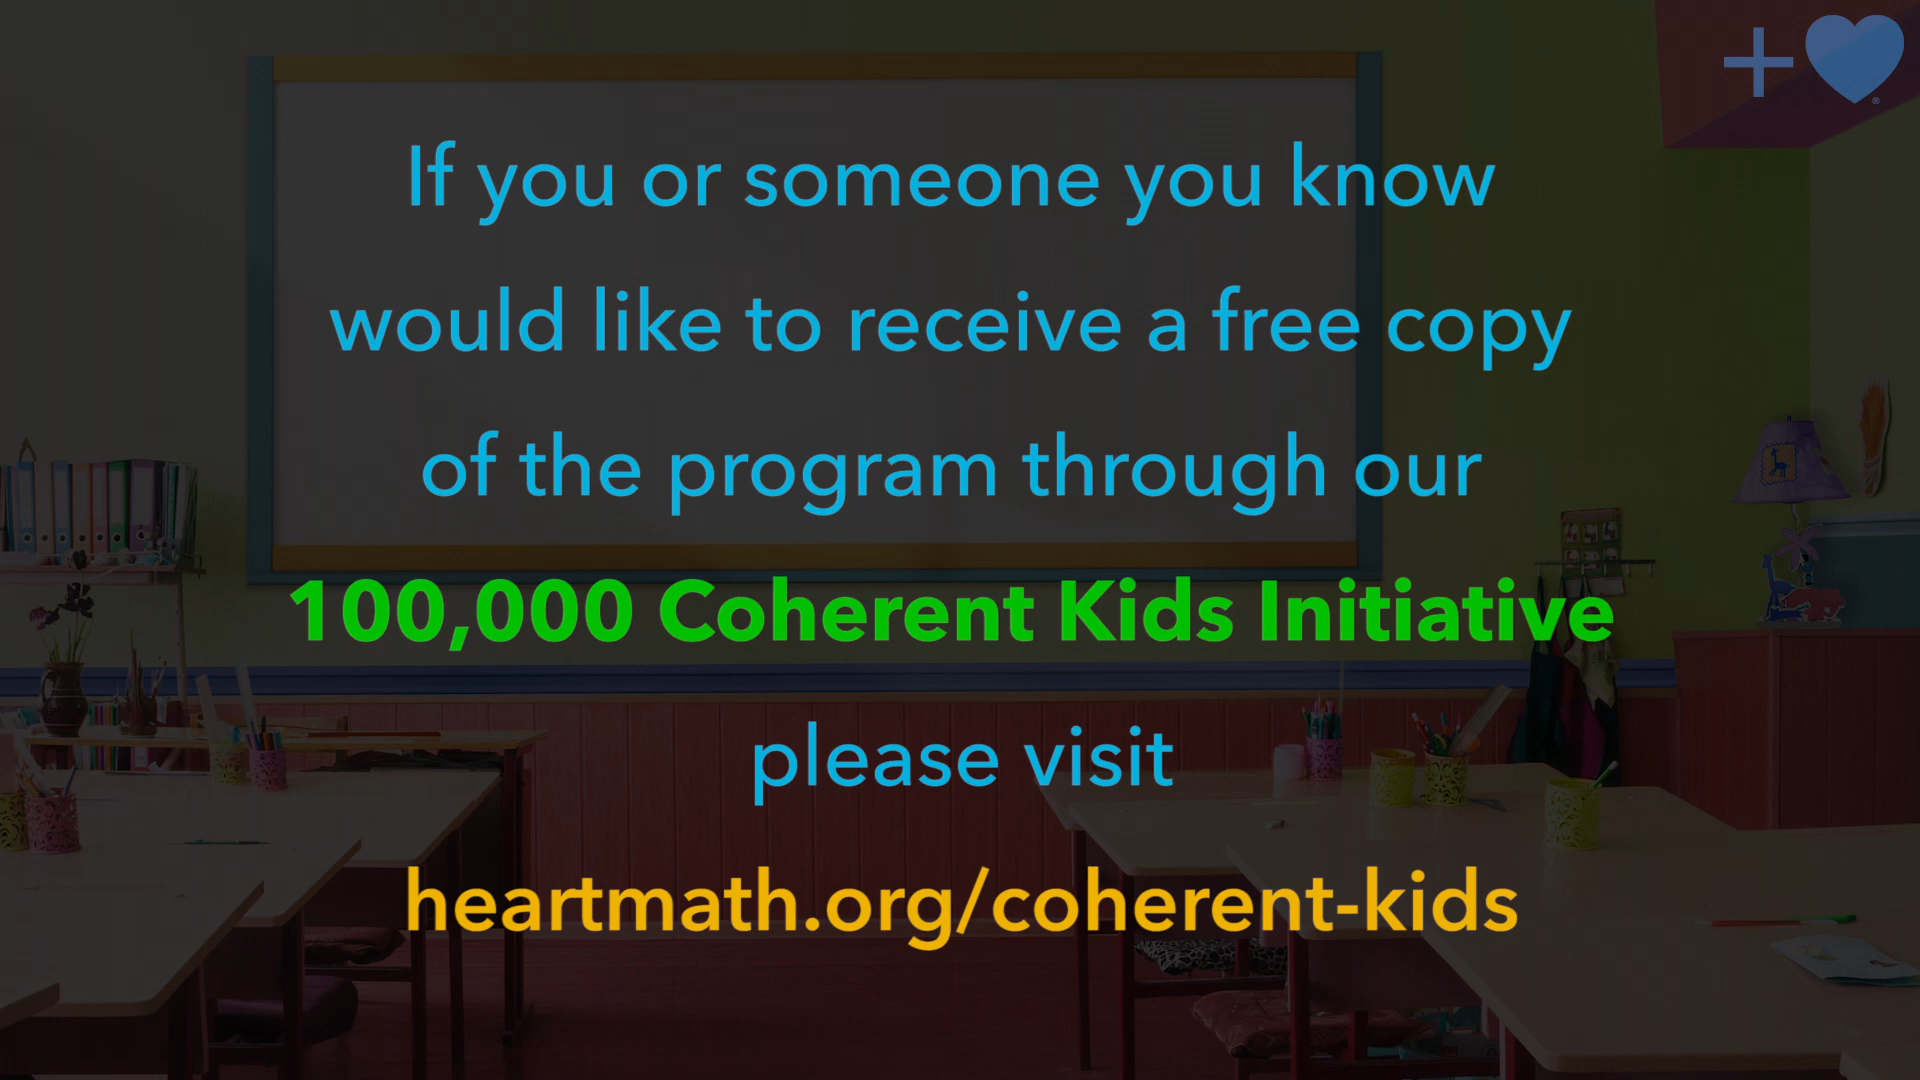 If you or someone you know
would like to receive a free copy
of the program through our
100,000 Coherent Kids Initiative
please visit
heartmath.org/coherent-kids